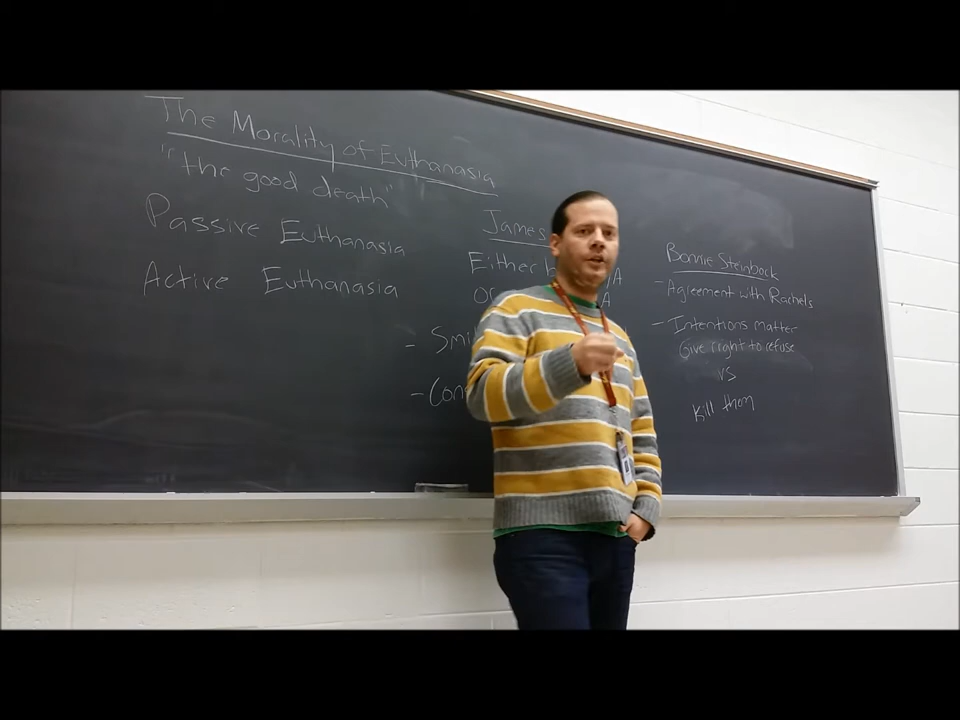 The Morality of Euthanasia
"the good death"
Passive Euthanasia
Active Euthanasia
James
Either
or
-
-
Bonnie Steinbock
- Agreement with Rachels
- Intentions matter
Give right to refuse
vs
Kill them